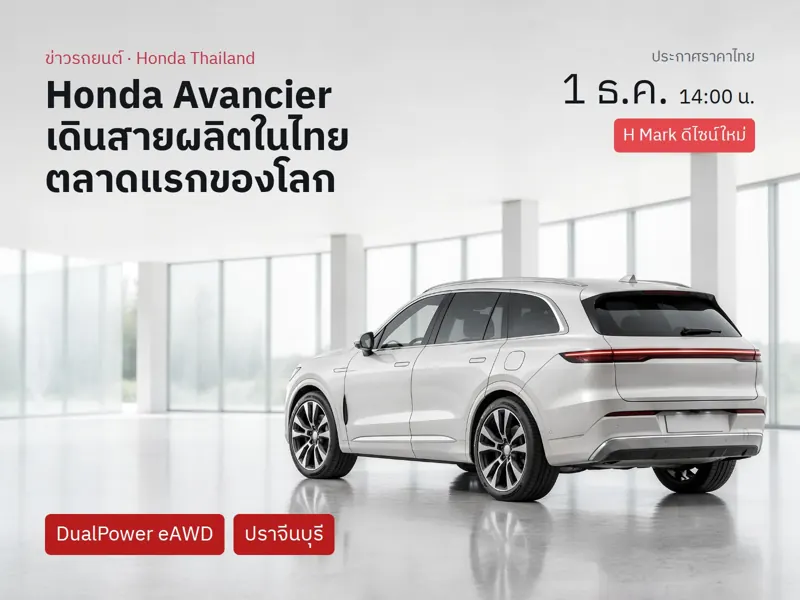 ข่าวรถยนต์ · Honda Thailand
Honda Avancier
เดินสายผลิตในไทย
ตลาดแรกของโลก
ประกาศราคาไทย
1 ธ.ค. 14:00 น.
H Mark ดีไซน์ใหม่
DualPower eAWD
ปราจีนบุรี